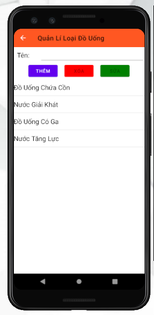 Quản Lí Loại Đồ Uống
Tên:
THÊM
Đồ Uống Chứa Cồn
Nước Giải Khát
Đồ Uống Có Ga
Nước Tăng Lực